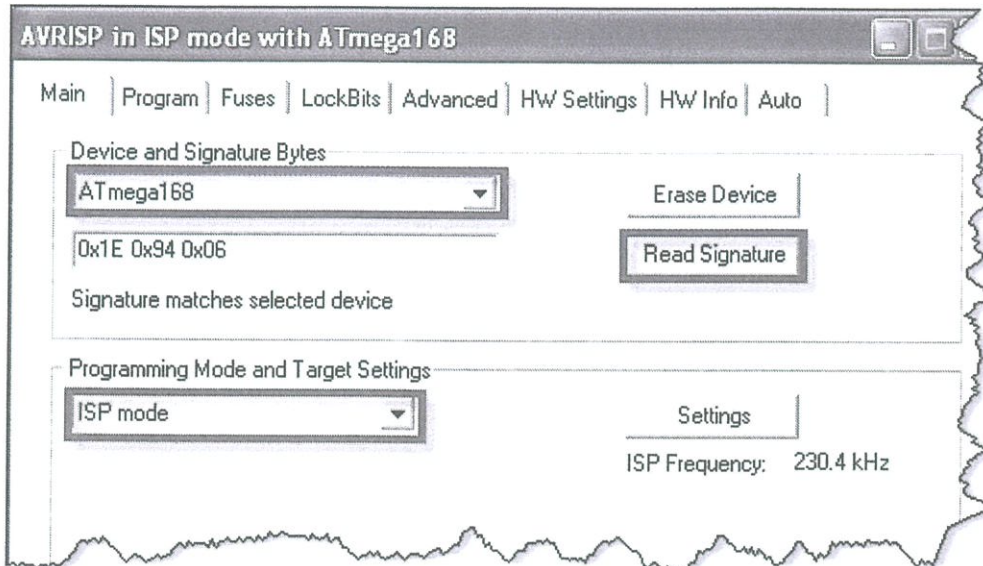 AVRISP in ISP mode with ATmega168
Main Program Fuses LockBits Advanced HW Settings HW Info Auto
Device and Signature Bytes
ATmega168
Erase Device
0x1E 0x94 0x06
Read Signature
Signature matches selected device
Programming Mode and Target Settings
ISP mode
Settings
ISP Frequency: 230.4 kHz